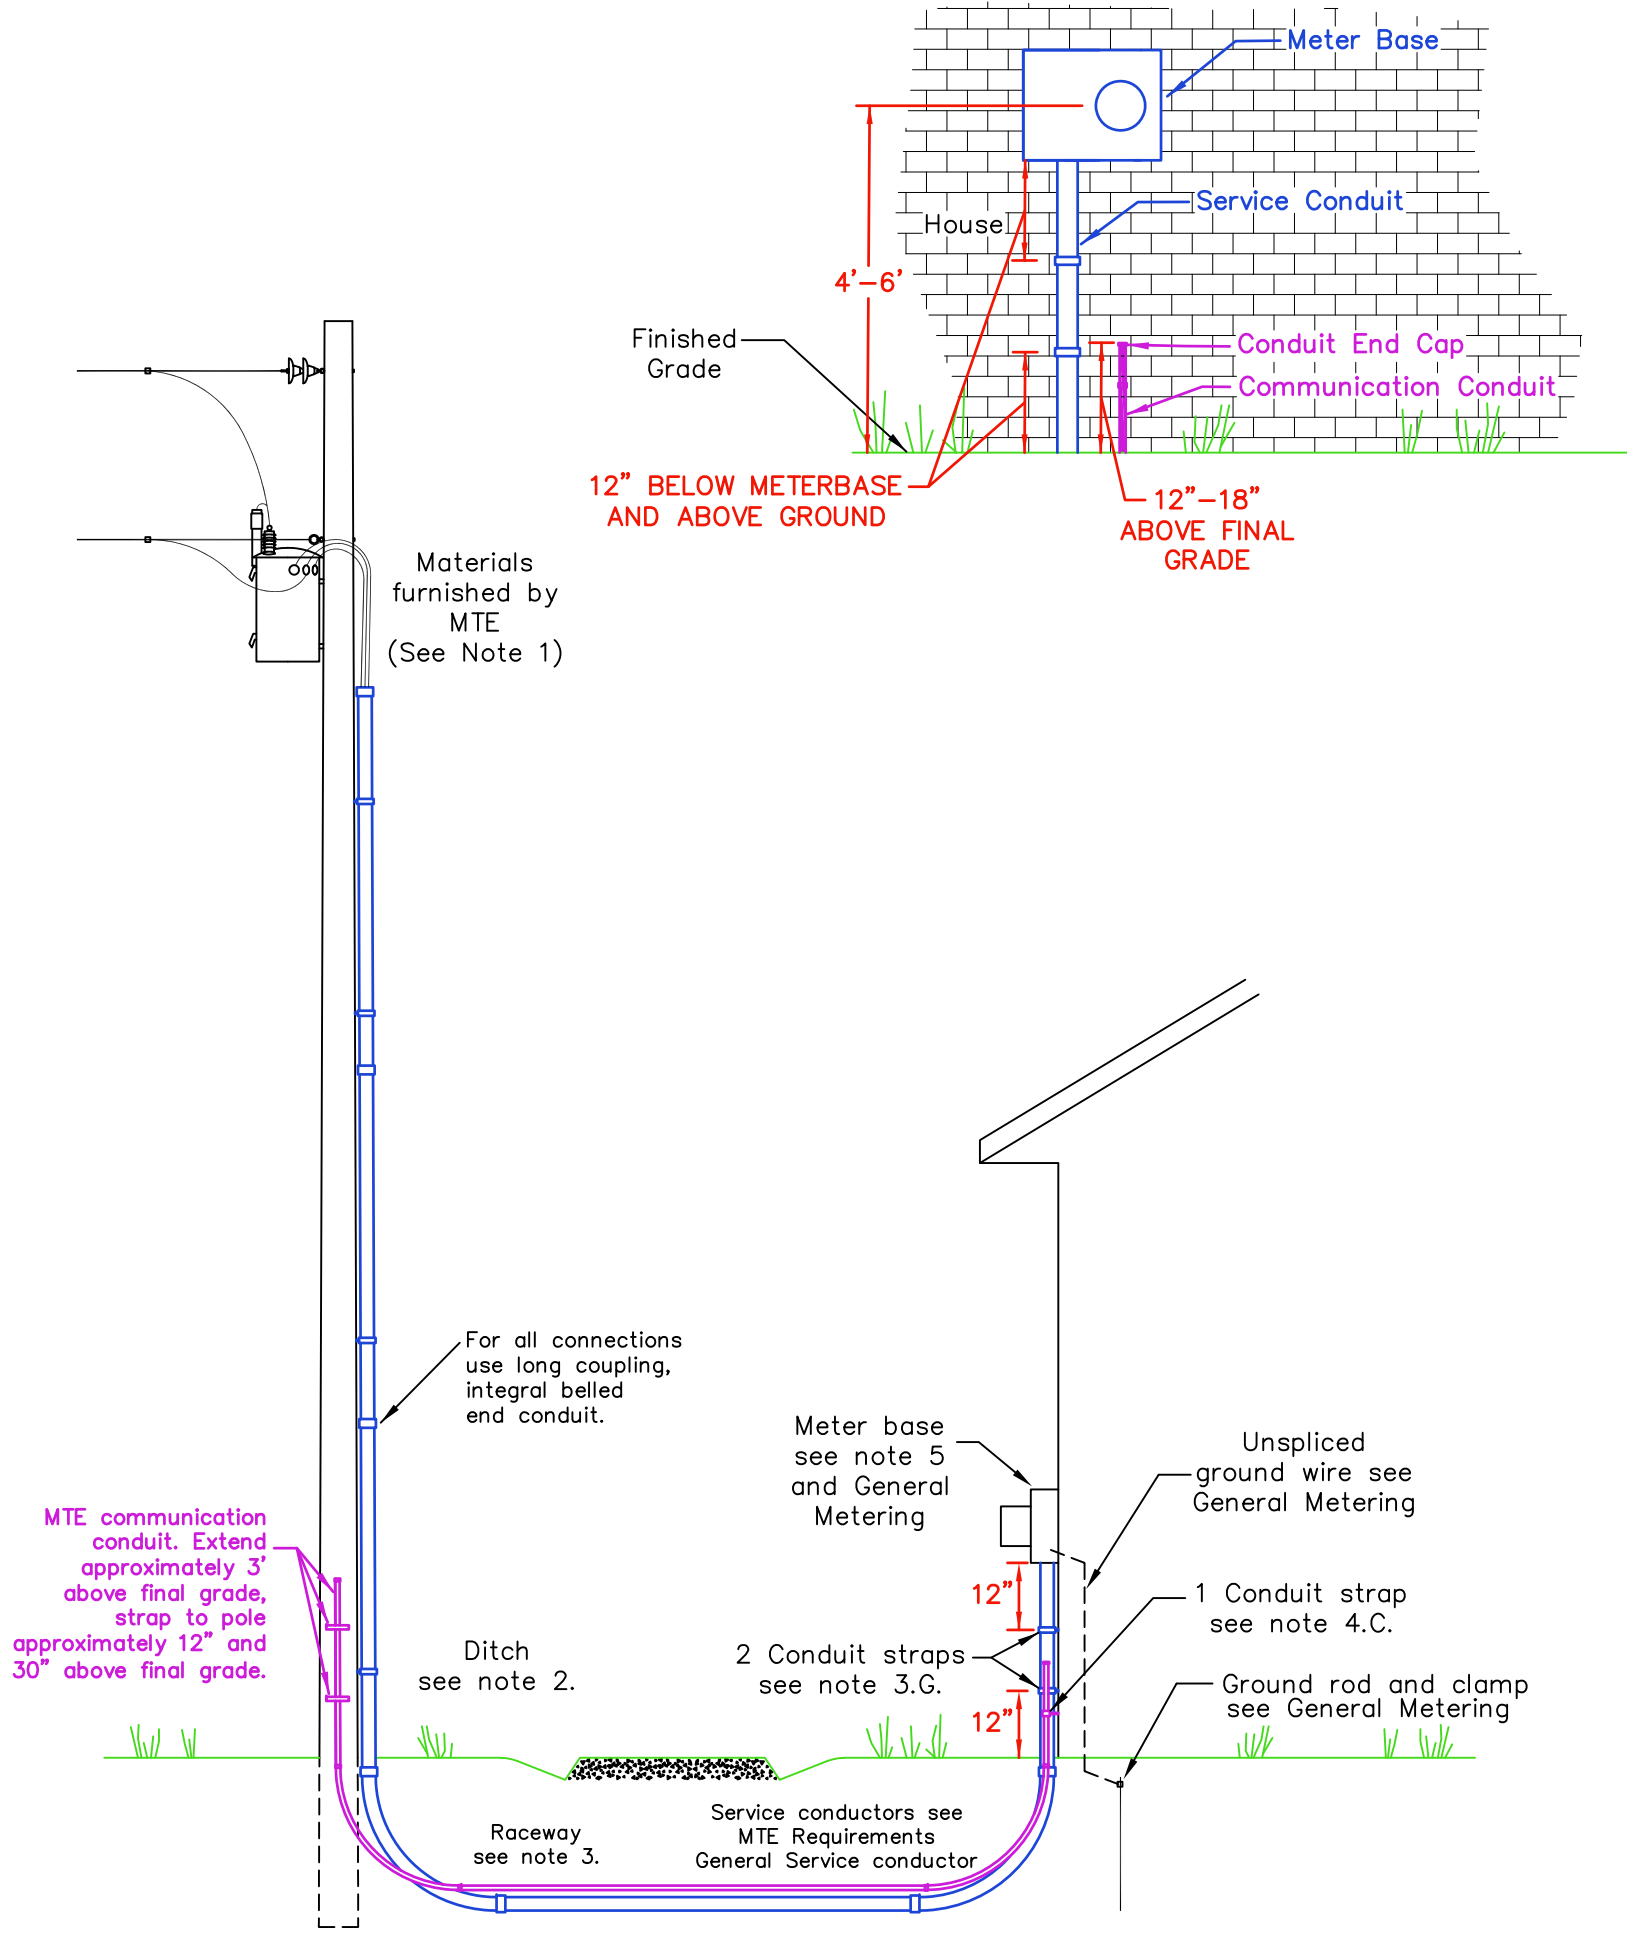 Meter Base
Service Conduit
House
4'-6'
Finished
Grade
Conduit End Cap
Communication Conduit
12" BELOW METERBASE
AND ABOVE GROUND
12"-18"
ABOVE FINAL
GRADE
Materials
furnished by
MTE
(See Note 1)
For all connections
use long coupling,
integral belled
end conduit.
Meter base
see note 5
and General
Metering
Unspliced
ground wire see
General Metering
MTE communication
conduit. Extend
approximately 3'
above final grade,
strap to pole
approximately 12" and
30" above final grade.
12"
1 Conduit strap
see note 4.C.
Ditch
see note 2.
2 Conduit straps
see note 3.G.
12"
Ground rod and clamp
see General Metering
Raceway
see note 3.
Service conductors see
MTE Requirements
General Service conductor